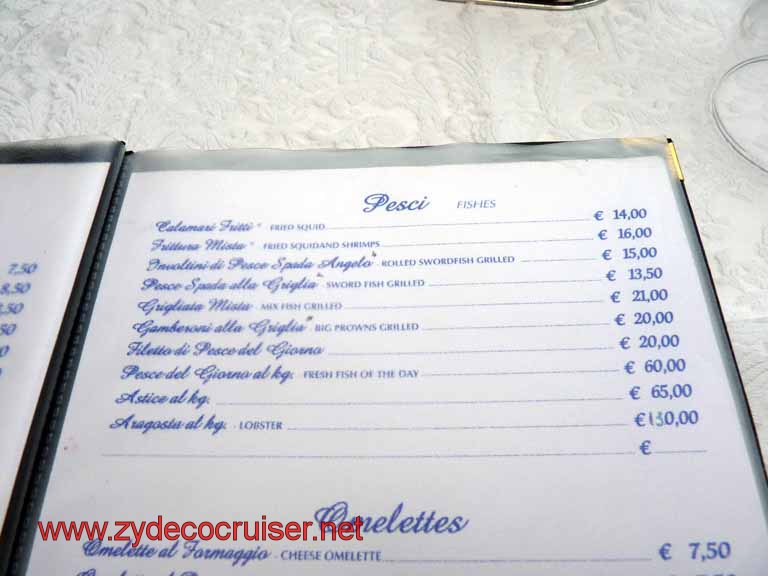 Pesci FISHES
Calamari Fritti * FRIED SQUID € 14,00
Frittura Mista * FRIED SQUIDAND SHRIMPS € 16,00
Involtini di Pesce Spada Angelo * ROLLED SWORDFISH GRILLED € 15,00
Pesce Spada alla Griglia * SWORD FISH GRILLED € 13,50
Grigliata Mista - MIX FISH GRILLED € 21,00
Gamberoni alla Griglia * BIG PROWNS GRILLED € 20,00
Filetto di Pesce del Giorno € 20,00
Pesce del Giorno al kg. - FRESH FISH OF THE DAY € 60,00
Astice al kg. € 65,00
Aragosta al kg. - LOBSTER € 130,00
€
Omelettes
Omelette al Formaggio - CHEESE OMELETTE € 7,50
7,50
8,50
www.zydecocruiser.net